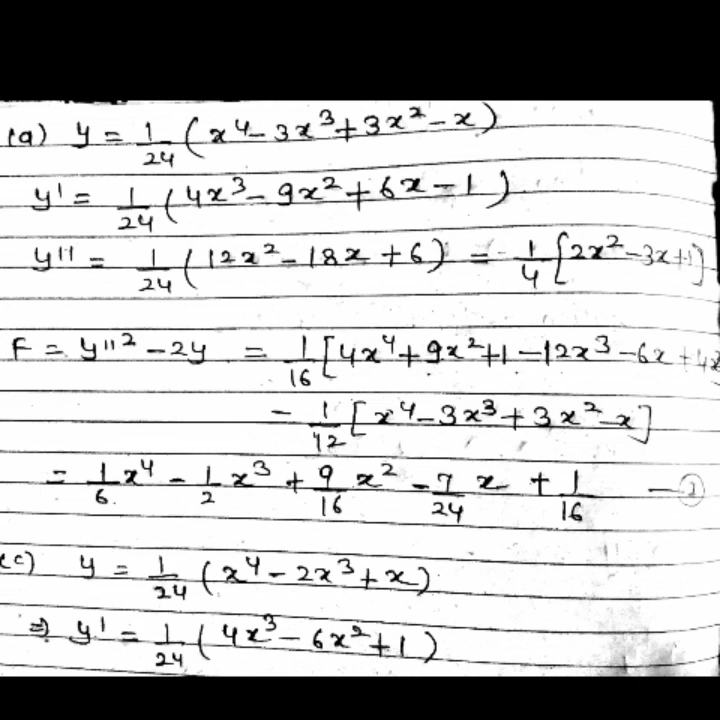 (a) y = 1/24 (x⁴ - 3x³ + 3x² - x)
y' = 1/24 (4x³ - 9x² + 6x - 1)
y'' = 1/24 (12x² - 18x + 6) = 1/4 [2x² - 3x + 1]
F = y''² - 2y = 1/16 [4x⁴ + 9x² + 1 - 12x³ - 6x + 4x
- 1/12 [x⁴ - 3x³ + 3x² - x]
= 1/6 x⁴ - 1/2 x³ + 9/16 x² - 7/24 x + 1/16
(c) y = 1/24 (x⁴ - 2x³ + x)
⇒ y' = 1/24 (4x³ - 6x² + 1)